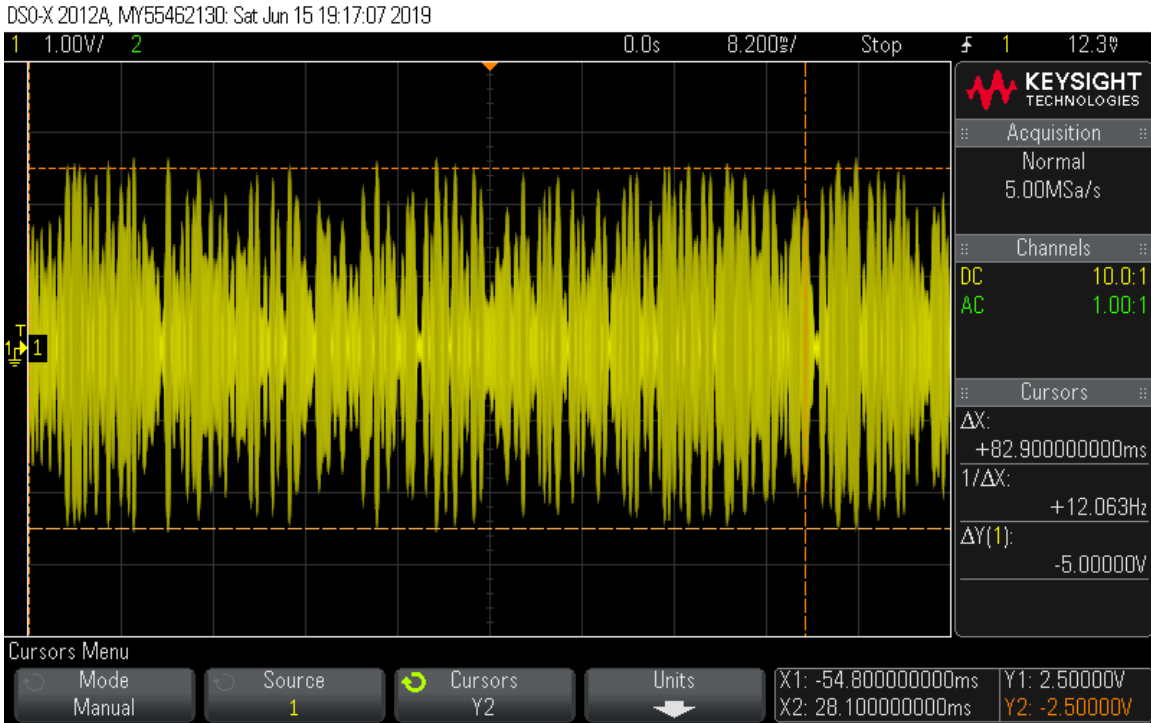 DSO-X 2012A, MY55462130: Sat Jun 15 19:17:07 2019
1 1.00V/ 2 0.0s 8.200ms/ Stop 1 12.3V
KEYSIGHT
TECHNOLOGIES
Acquisition
Normal
5.00MSa/s
Channels
DC 10.0:1
AC 1.00:1
Cursors
ΔX:
+82.900000000ms
1/ΔX:
+12.063Hz
ΔY(1):
-5.00000V
T
1 1
Cursors Menu
Mode Source Cursors Units
Manual 1 Y2
X1: -54.800000000ms Y1: 2.50000V
X2: 28.100000000ms Y2: -2.50000V